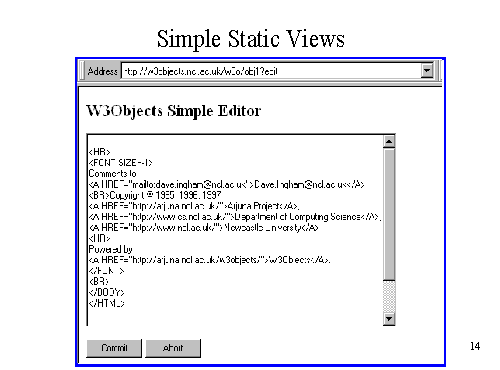 Simple Static Views
Address http://w3objects.ncl.ac.uk/w3o/obj1?edit
W3Objects Simple Editor
<HR>
<FONT SIZE=-1>
Comments to
<A HREF="mailto:dave.ingham@ncl.ac.uk">Dave.Ingham@ncl.ac.uk</A>
<BR>Copyright © 1995, 1996, 1997
<A HREF="http://arjuna.ncl.ac.uk/">Arjuna Project</A>,
<A HREF="http://www.cs.ncl.ac.uk/">Department of Computing Science</A>,
<A HREF="http://www.ncl.ac.uk/">Newcastle University</A>
<HR>
Powered by
<A HREF="http://arjuna.ncl.ac.uk/w3objects/">W3Objects</A>.
</FONT>
<BR>
</BODY>
</HTML>
Commit Abort
14